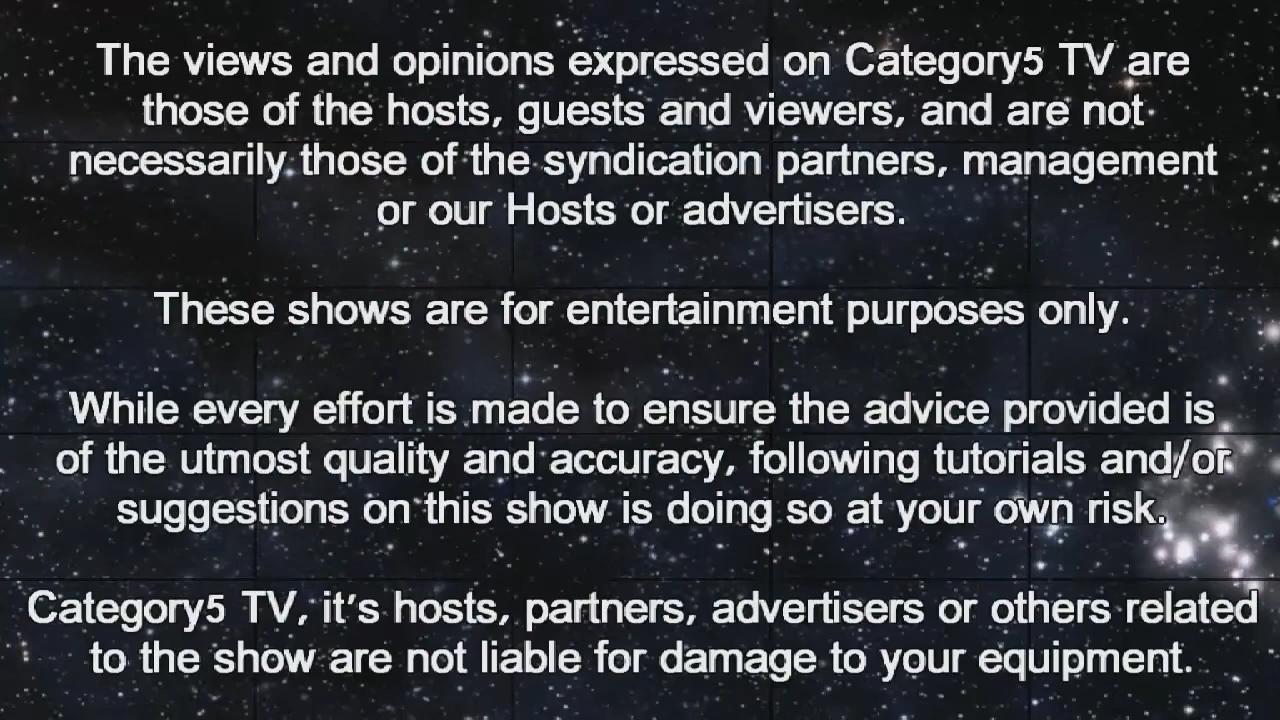 The views and opinions expressed on Category5 TV are
those of the hosts, guests and viewers, and are not
necessarily those of the syndication partners, management
or our Hosts or advertisers.
These shows are for entertainment purposes only.
While every effort is made to ensure the advice provided is
of the utmost quality and accuracy, following tutorials and/or
suggestions on this show is doing so at your own risk.
Category5 TV, it's hosts, partners, advertisers or others related
to the show are not liable for damage to your equipment.